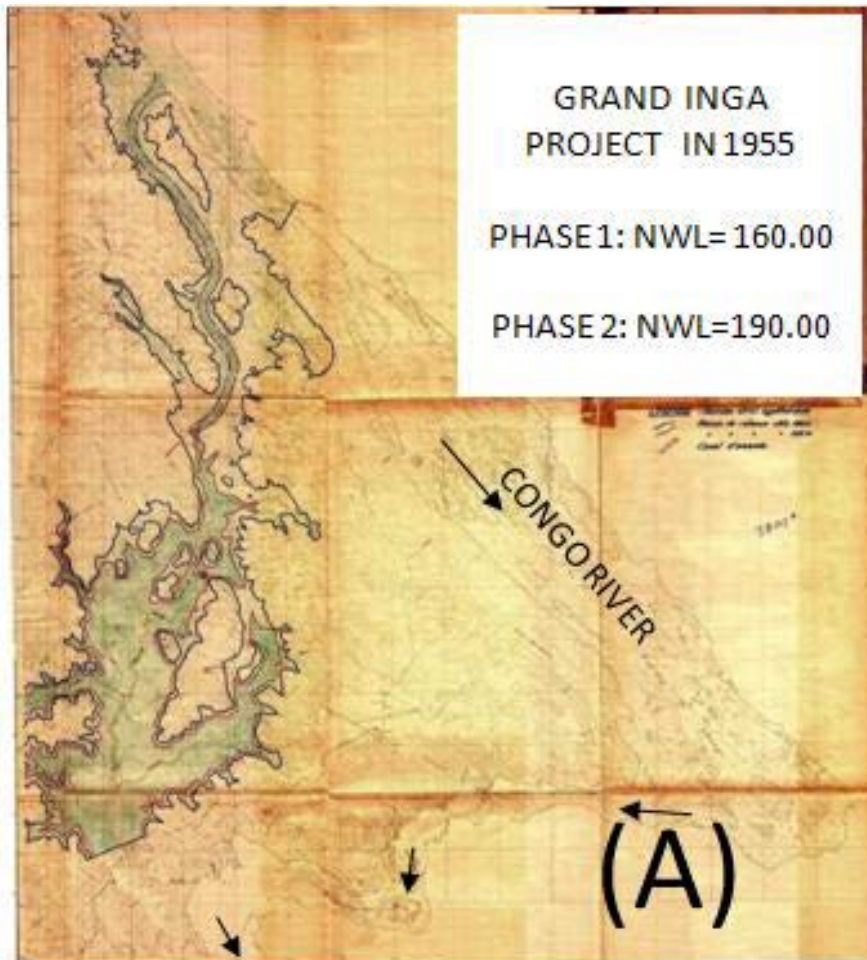 GRAND INGA
PROJECT IN 1955
PHASE 1: NWL= 160.00
PHASE 2: NWL=190.00
CONGO RIVER
(A)